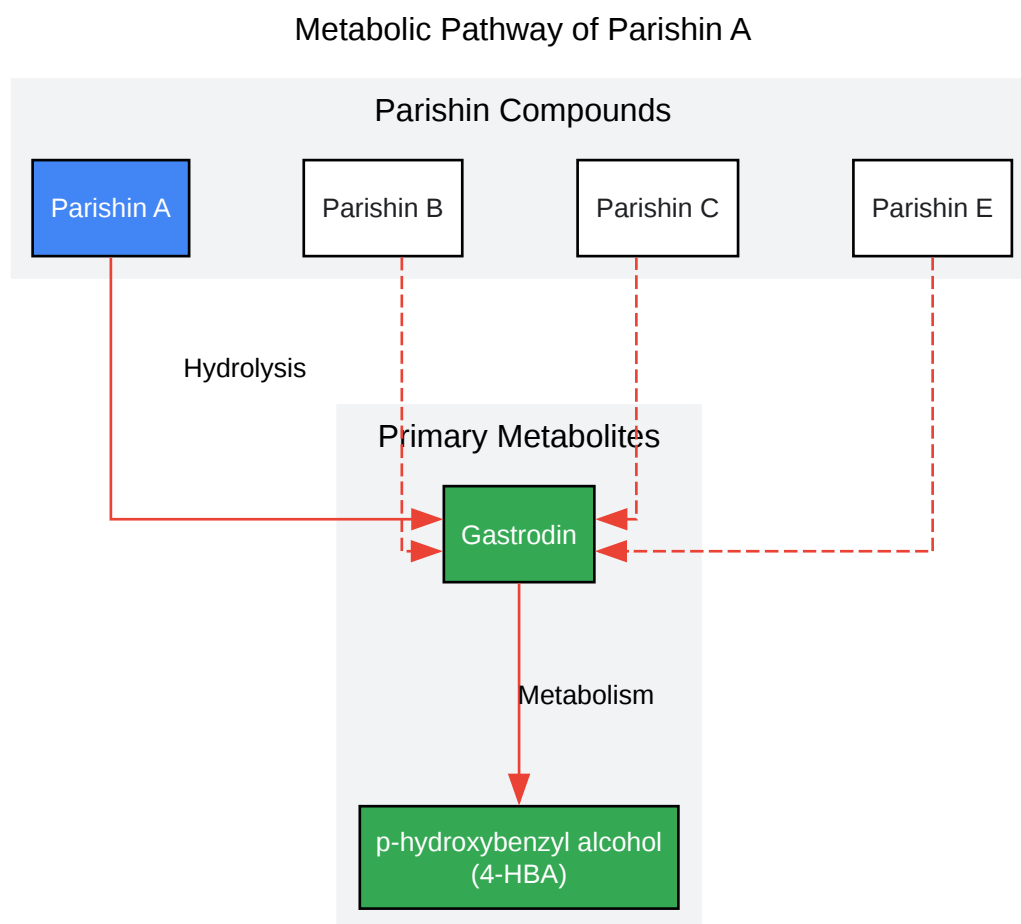 Metabolic Pathway of Parishin A
Parishin Compounds
Parishin A
Parishin B
Parishin C
Parishin E
Hydrolysis
Primary Metabolites
Gastrodin
Metabolism
p-hydroxybenzyl alcohol
(4-HBA)